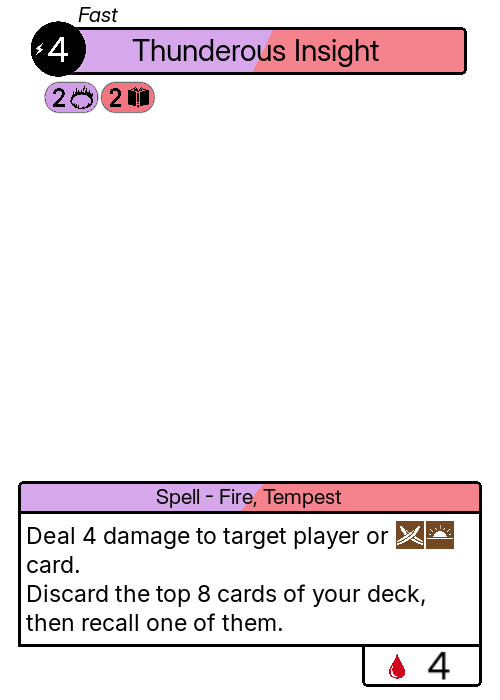 Fast
4
Thunderous Insight
2 2
Spell - Fire, Tempest
Deal 4 damage to target player or
card.
Discard the top 8 cards of your deck,
then recall one of them.
4